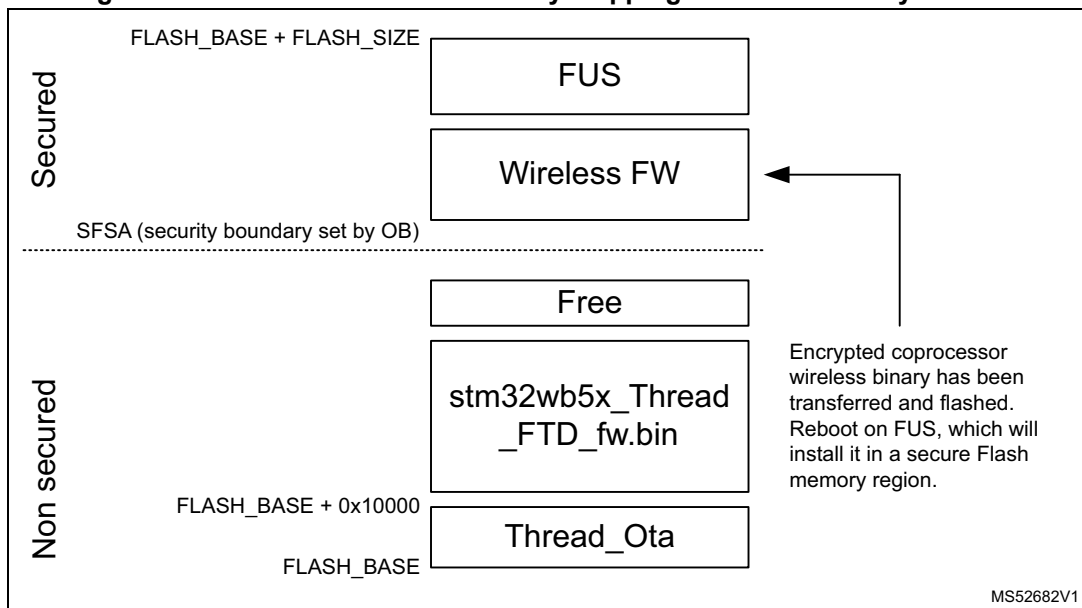 FLASH_BASE + FLASH_SIZE
FUS
Secured
Wireless FW
SFSA (security boundary set by OB)
Free
Non secured
stm32wb5x_Thread
_FTD_fw.bin
Encrypted coprocessor
wireless binary has been
transferred and flashed.
Reboot on FUS, which will
install it in a secure Flash
memory region.
FLASH_BASE + 0x10000
Thread_Ota
FLASH_BASE
MS52682V1